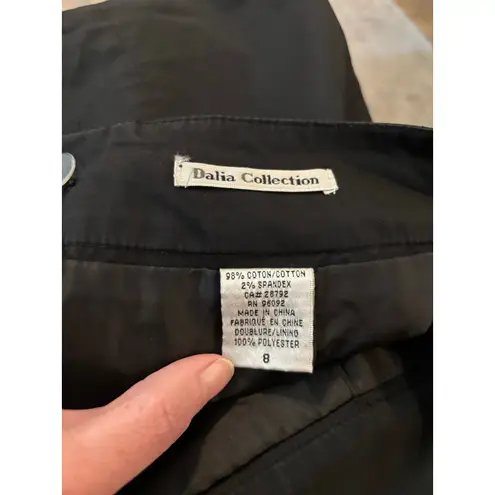 Dalia Collection
98% COTON/COTTON
2% SPANDEX
CA# 28792
RN 96092
MADE IN CHINA
FABRIQUÉ EN CHINE
DOUBLURE/LINING
100% POLYESTER
8